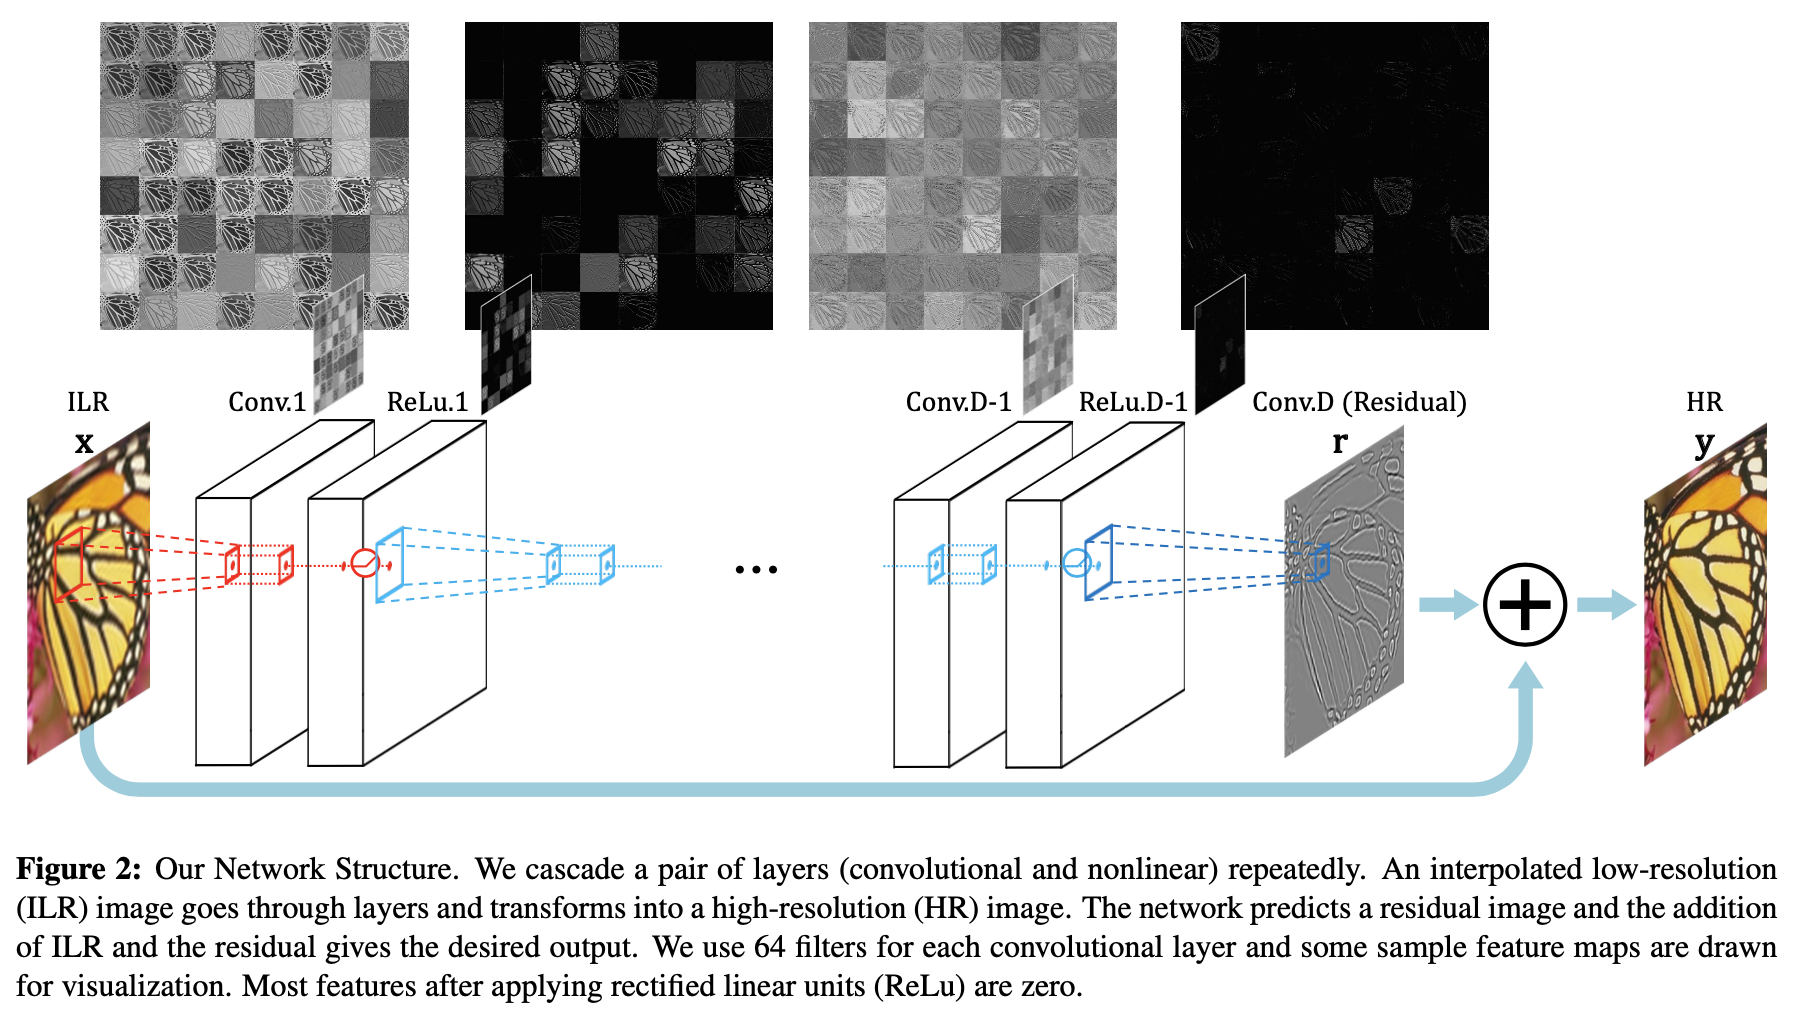 ILR
x
Conv.1
ReLu.1
...
Conv.D-1
ReLu.D-1
Conv.D (Residual)
r
HR
y
Figure 2: Our Network Structure. We cascade a pair of layers (convolutional and nonlinear) repeatedly. An interpolated low-resolution
(ILR) image goes through layers and transforms into a high-resolution (HR) image. The network predicts a residual image and the addition
of ILR and the residual gives the desired output. We use 64 filters for each convolutional layer and some sample feature maps are drawn
for visualization. Most features after applying rectified linear units (ReLu) are zero.